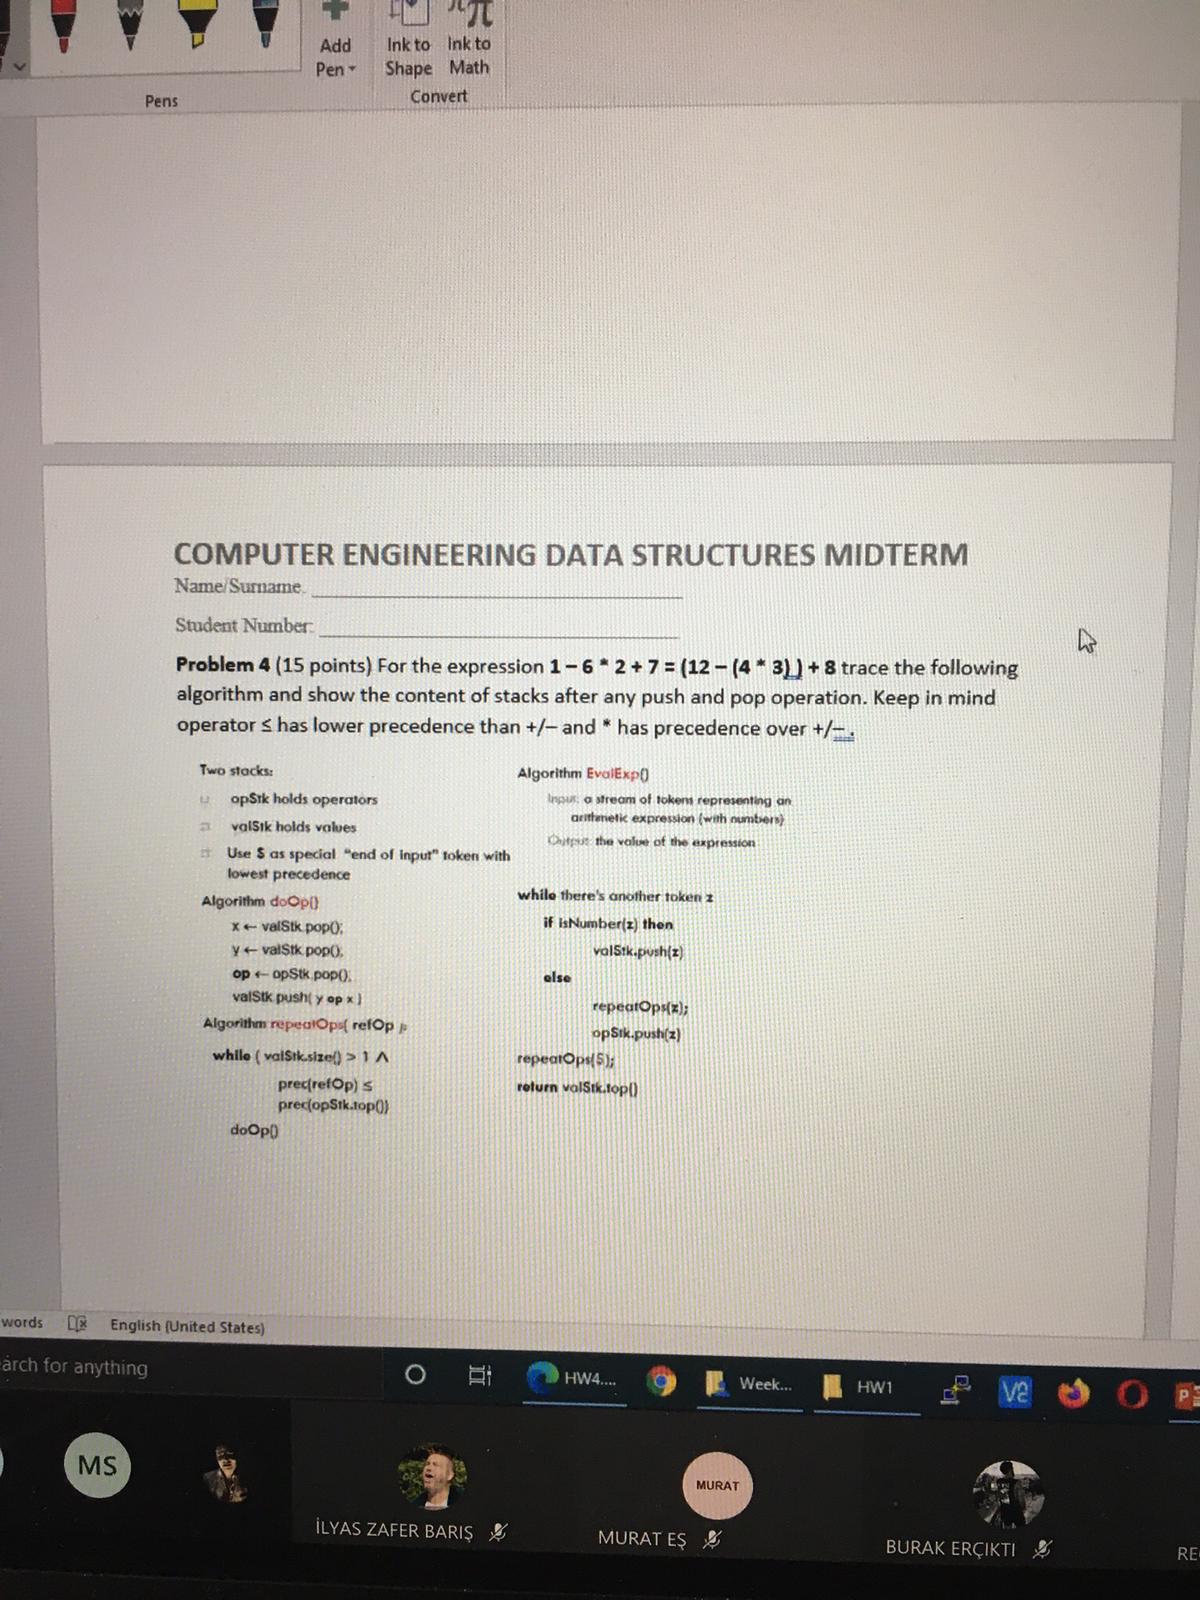 Add
Pen
Ink to
Shape
Ink to
Math
Pens
Convert
COMPUTER ENGINEERING DATA STRUCTURES MIDTERM
Name/Surname.
Student Number:
Problem 4 (15 points) For the expression 1 – 6 * 2 + 7 = (12 – (4 * 3) ) + 8 trace the following
algorithm and show the content of stacks after any push and pop operation. Keep in mind
operator ≤ has lower precedence than +/– and * has precedence over +/–.
Two stacks:
opStk holds operators
valStk holds values
Use $ as special "end of input" token with
lowest precedence
Algorithm doOp()
x ← valStk.pop();
y ← valStk.pop();
op ← opStk.pop();
valStk.push( y op x )
Algorithm repeatOps( refOp ):
while ( valStk.size() > 1 ∧
prec(refOp) ≤
prec(opStk.top())
doOp()
Algorithm EvalExp()
Input: a stream of tokens representing an
arithmetic expression (with numbers)
Output: the value of the expression
while there's another token z
if isNumber(z) then
valStk.push(z)
else
repeatOps(z);
opStk.push(z)
repeatOps($);
return valStk.top()
words
English (United States)
earch for anything
HW4....
Week...
HW1
V2
P
MS
MURAT
İLYAS ZAFER BARIŞ
MURAT EŞ
BURAK ERÇIKTI
RE